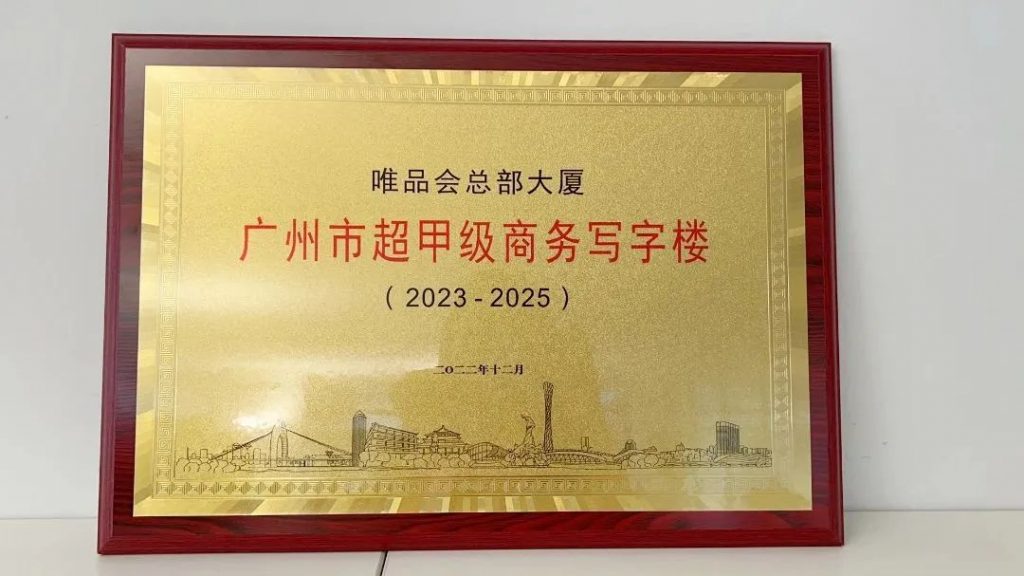 唯品会总部大厦
广州市超甲级商务写字楼
（2023-2025）
二〇二二年十二月